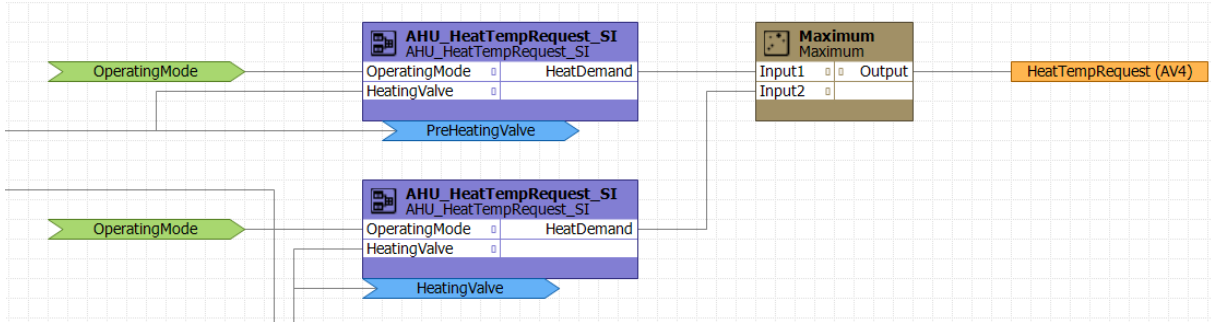 AHU_HeatTempRequest_SI
AHU_HeatTempRequest_SI
Maximum
Maximum
OperatingMode
OperatingMode HeatDemand
Input1 Output
HeatTempRequest (AV4)
HeatingValve
Input2
PreHeatingValve
AHU_HeatTempRequest_SI
AHU_HeatTempRequest_SI
OperatingMode
OperatingMode HeatDemand
HeatingValve
HeatingValve